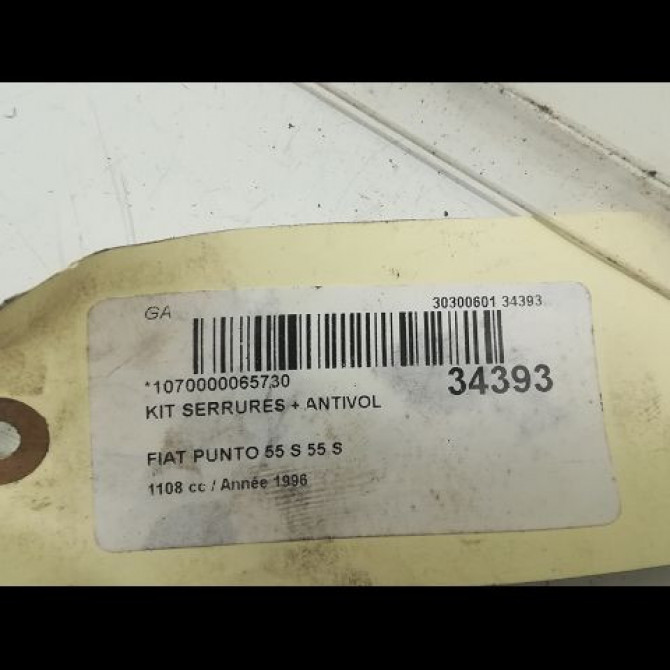 GA
30300601 34393
*1070000065730
34393
KIT SERRURES + ANTIVOL
FIAT PUNTO 55 S 55 S
1108 cc / Année 1996